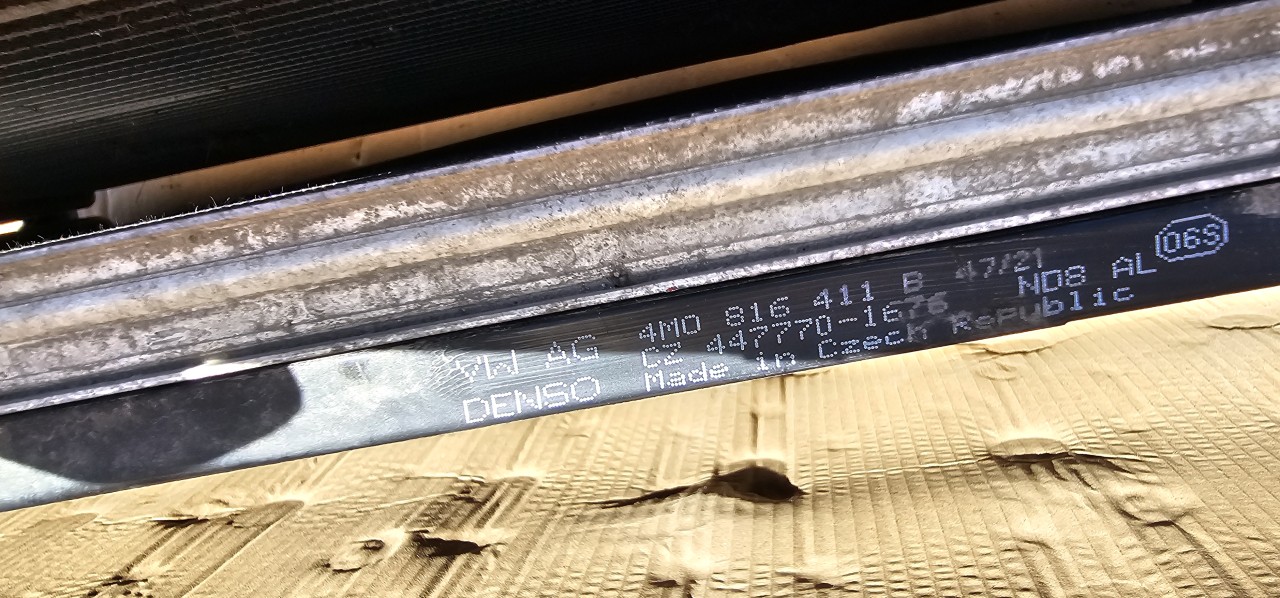 VW AG 4M0 816 411 B 47/21
DENSO CZ 447770-1676 ND8 AL 06S
Made in Czech Republic